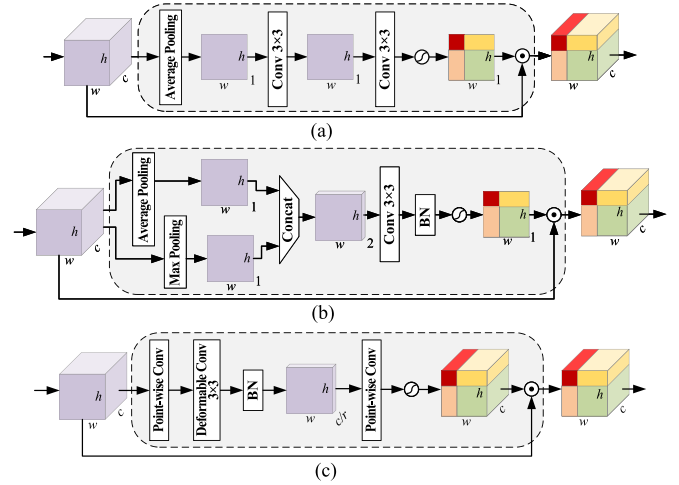 h
w
c
Average Pooling
h
w
1
Conv 3×3
h
w
1
Conv 3×3
h
w
1
h
w
c
(a)
h
w
c
Average Pooling
h
w
1
Max Pooling
h
w
1
Concat
h
w
2
Conv 3×3
BN
h
w
1
h
w
c
(b)
h
w
c
Point-wise Conv
Deformable Conv
3×3
BN
h
w
c/r
Point-wise Conv
h
w
c
h
w
c
(c)